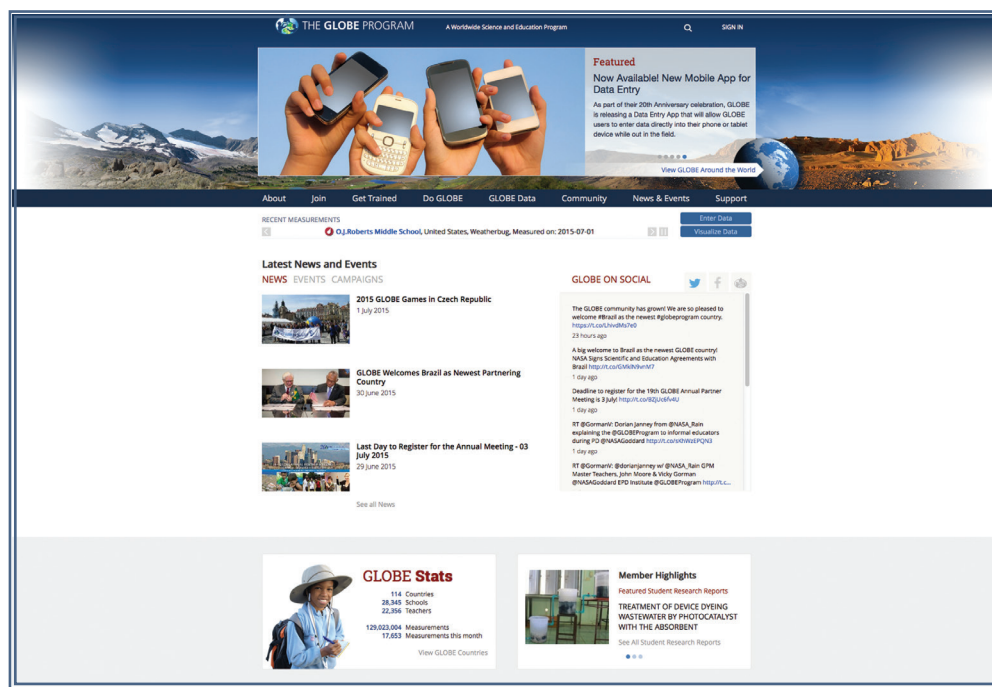 THE GLOBE PROGRAM
A Worldwide Science and Education Program
SIGN IN
Featured
Now Available! New Mobile App for
Data Entry
As part of their 20th Anniversary celebration, GLOBE
is releasing a Data Entry App that will allow GLOBE
users to enter data directly into their phone or tablet
device while out in the field.
View GLOBE Around the World
About Join Get Trained Do GLOBE GLOBE Data Community News & Events Support
RECENT MEASUREMENTS
O.J.Roberts Middle School, United States, Weatherbug, Measured on: 2015-07-01
Enter Data
Visualize Data
Latest News and Events
NEWS EVENTS CAMPAIGNS
2015 GLOBE Games in Czech Republic
1 July 2015
GLOBE Welcomes Brazil as Newest Partnering
Country
30 June 2015
Last Day to Register for the Annual Meeting - 03
July 2015
29 June 2015
See all News
GLOBE ON SOCIAL
The GLOBE community has grown! We are so pleased to
welcome #Brazil as the newest #globeprogram country.
23 hours ago
A big welcome to Brazil as the newest GLOBE country!
NASA Signs Scientific and Education Agreements with
Brazil
1 day ago
Deadline to register for the 19th GLOBE Annual Partner
Meeting is 3 July!
1 day ago
RT @GormanV: Dorian Janney from @NASA_Rain
explaining the @GLOBEProgram to informal educators
during PD @NASAGoddard
1 day ago
RT @GormanV: @dorianjanney w/ @NASA_Rain GPM
Master Teachers, John Moore & Vicky Gorman
@NASAGoddard EPD Institute @GLOBEProgram http://t.c...
GLOBE Stats
114 Countries
28,345 Schools
22,356 Teachers
129,023,004 Measurements
17,653 Measurements this month
View GLOBE Countries
Member Highlights
Featured Student Research Reports
TREATMENT OF DEVICE DYEING
WASTEWATER BY PHOTOCATALYST
WITH THE ABSORBENT
See All Student Research Reports